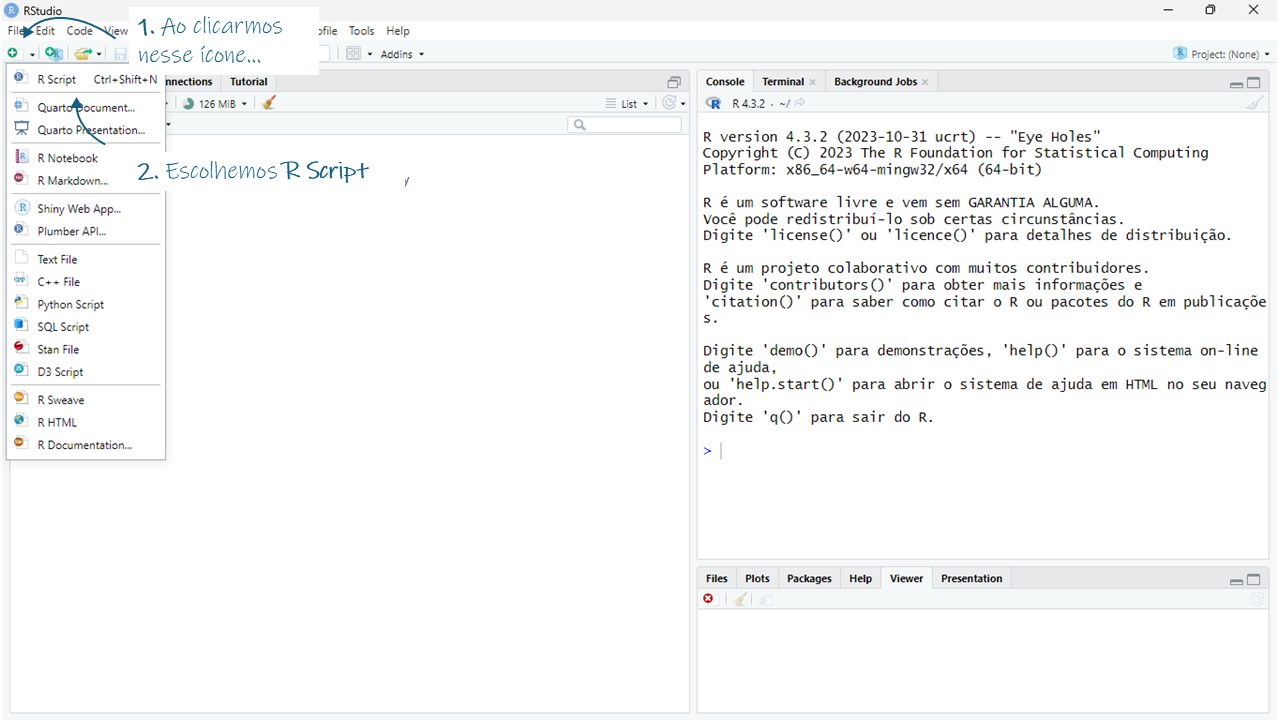 RStudio
File Edit Code View
Tools Help
1. Ao clicarmos
nesse ícone...
Addins
Project: (None)
R Script Ctrl+Shift+N
Quarto Document...
Quarto Presentation...
R Notebook
R Markdown...
Shiny Web App...
Plumber API...
Text File
C++ File
Python Script
SQL Script
Stan File
D3 Script
R Sweave
R HTML
R Documentation...
2. Escolhemos R Script
nnections Tutorial
126 MiB
List
Console Terminal Background Jobs
R 4.3.2 · ~/
R version 4.3.2 (2023-10-31 ucrt) -- "Eye Holes"
Copyright (C) 2023 The R Foundation for Statistical Computing
Platform: x86_64-w64-mingw32/x64 (64-bit)
R é um software livre e vem sem GARANTIA ALGUMA.
Você pode redistribuí-lo sob certas circunstâncias.
Digite 'license()' ou 'licence()' para detalhes de distribuição.
R é um projeto colaborativo com muitos contribuidores.
Digite 'contributors()' para obter mais informações e
'citation()' para saber como citar o R ou pacotes do R em publicaçõe
s.
Digite 'demo()' para demonstrações, 'help()' para o sistema on-line
de ajuda,
ou 'help.start()' para abrir o sistema de ajuda em HTML no seu naveg
ador.
Digite 'q()' para sair do R.
>
Files Plots Packages Help Viewer Presentation